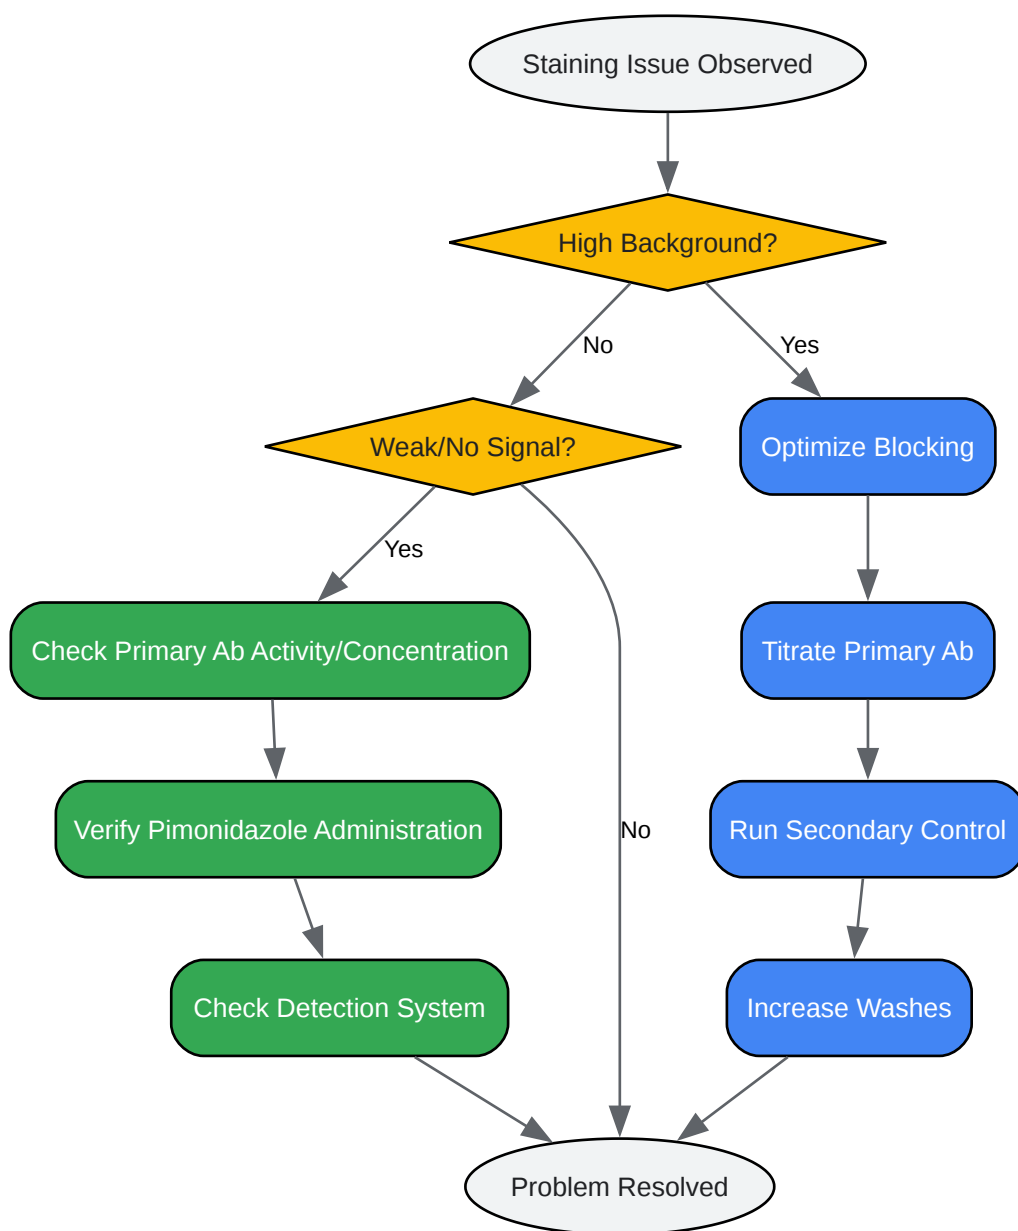 Staining Issue Observed
High Background?
No
Yes
Weak/No Signal?
Optimize Blocking
Yes
Check Primary Ab Activity/Concentration
Titrate Primary Ab
Verify Pimonidazole Administration
No
Run Secondary Control
Check Detection System
Increase Washes
Problem Resolved